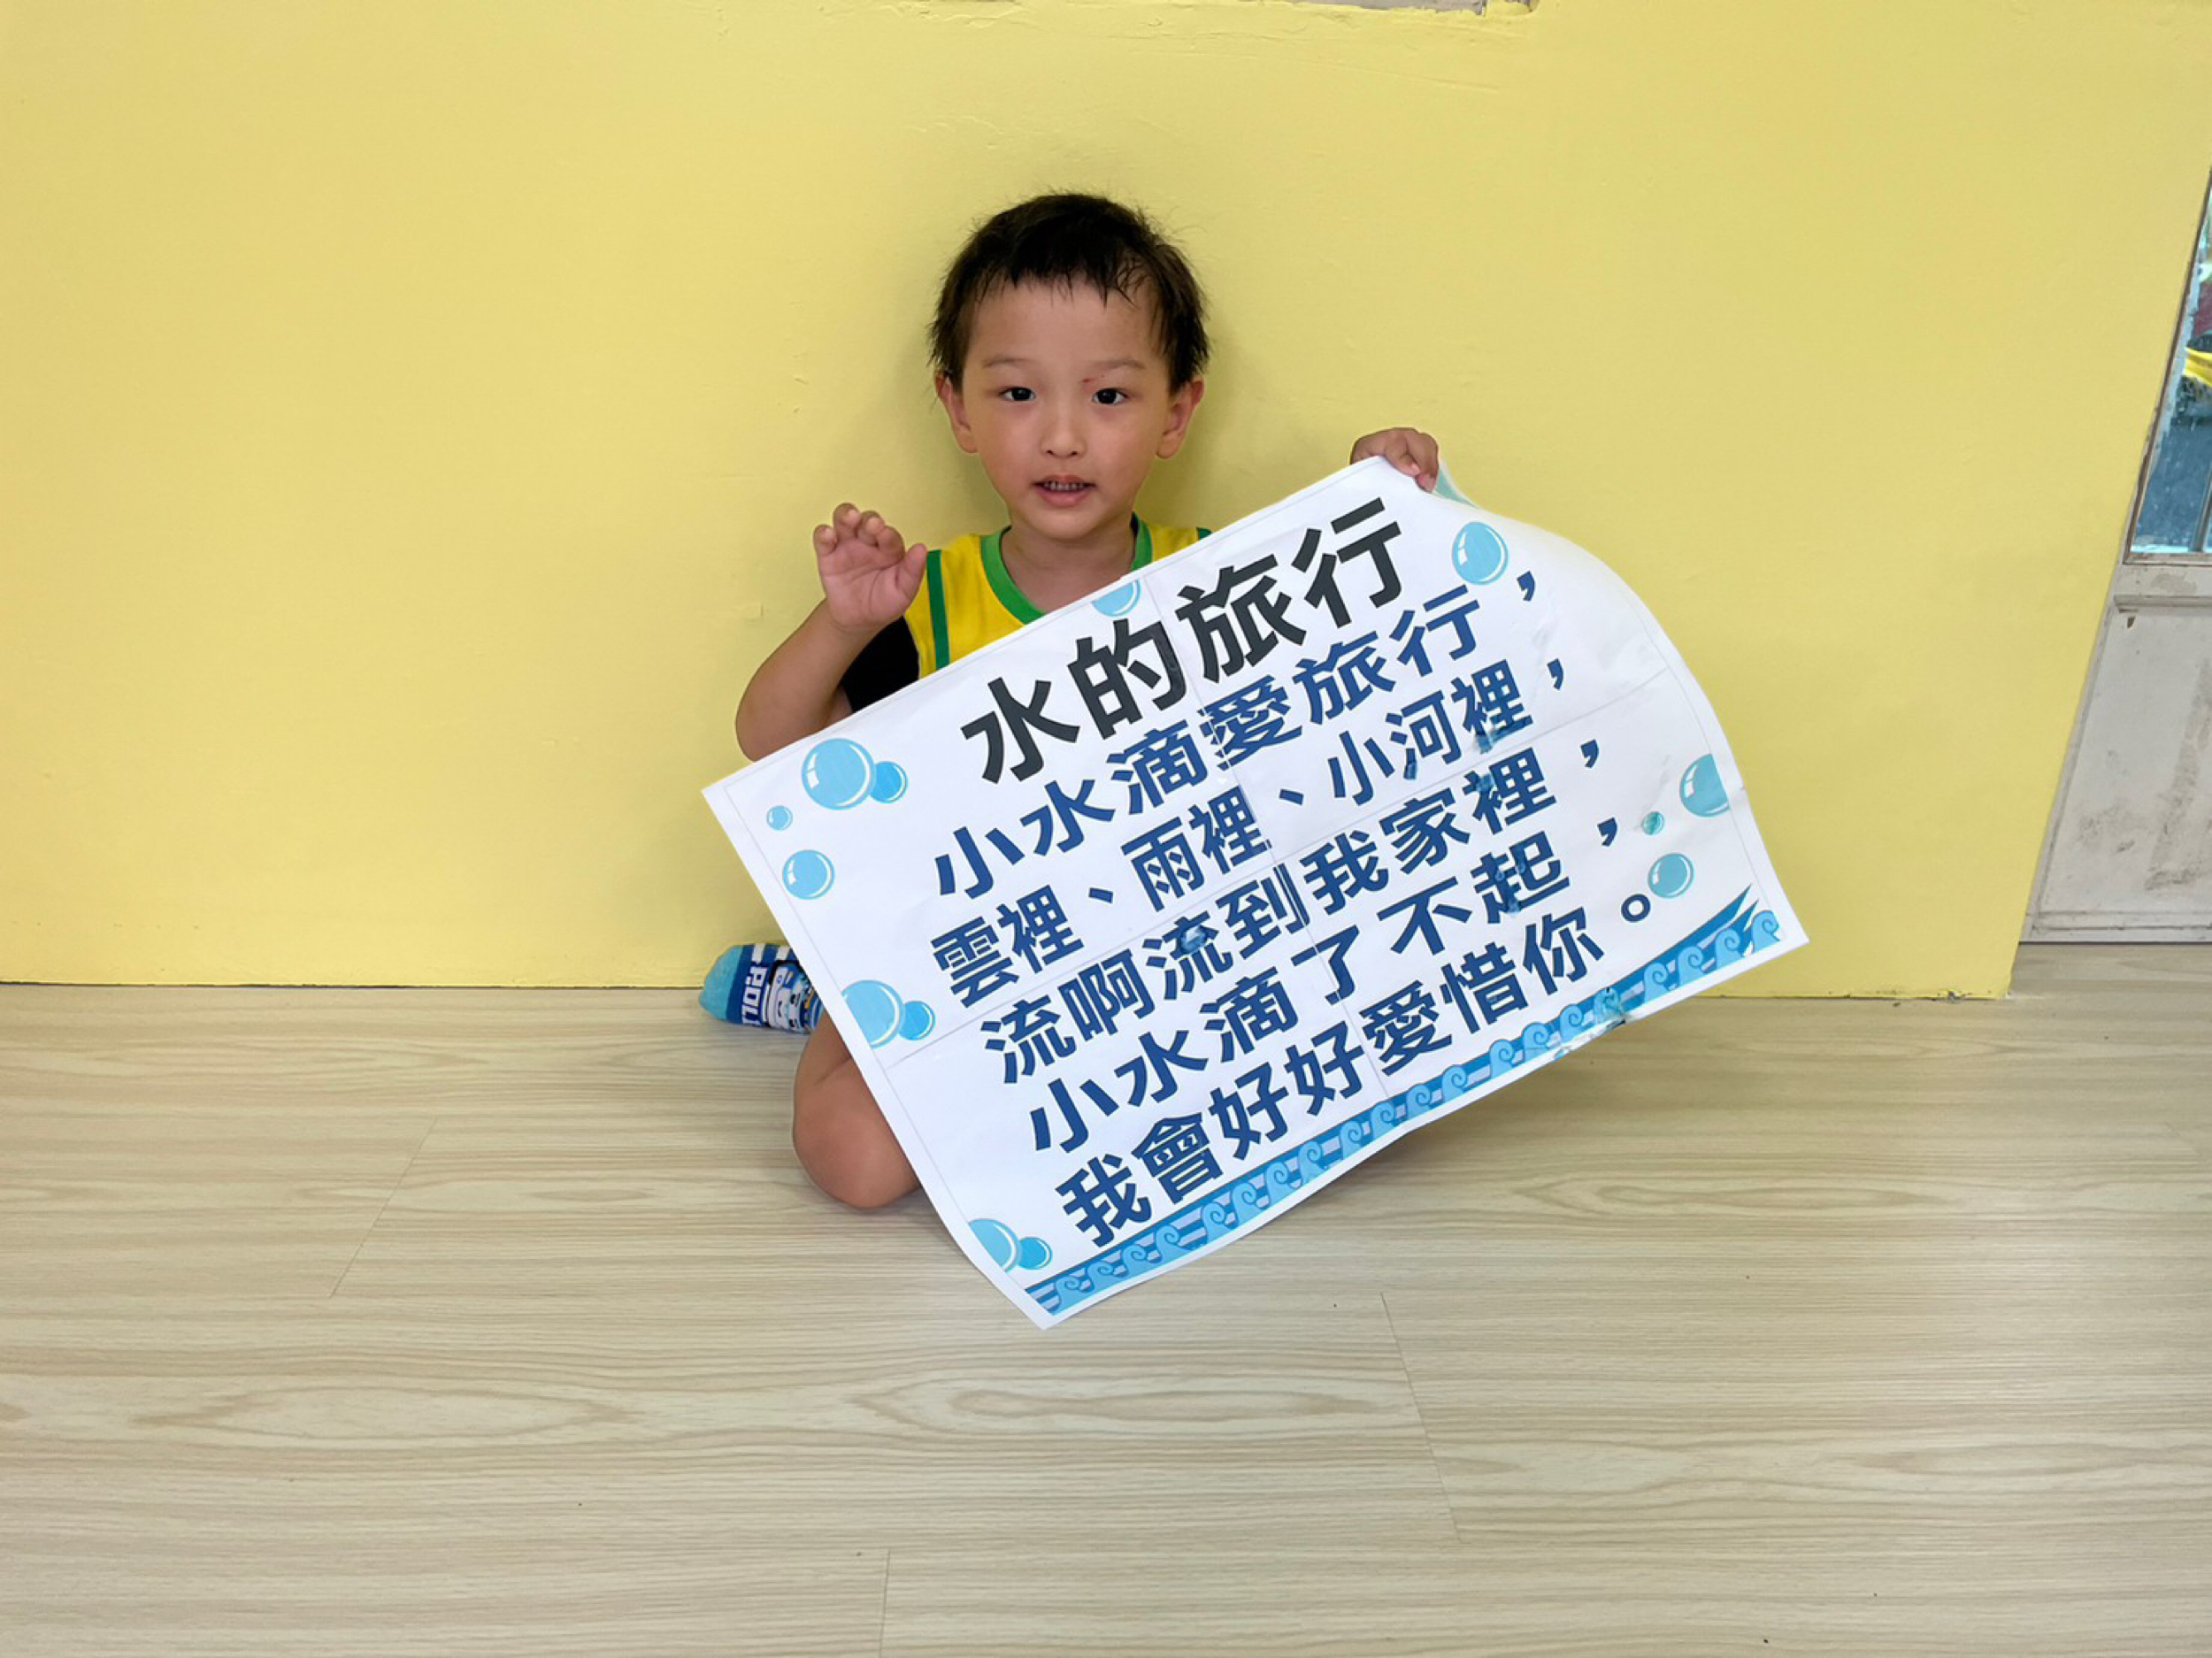 水的旅行
小水滴愛旅行，
雲裡、雨裡、小河裡，
流啊流到我家裡，
小水滴了不起，
我會好好愛惜你。